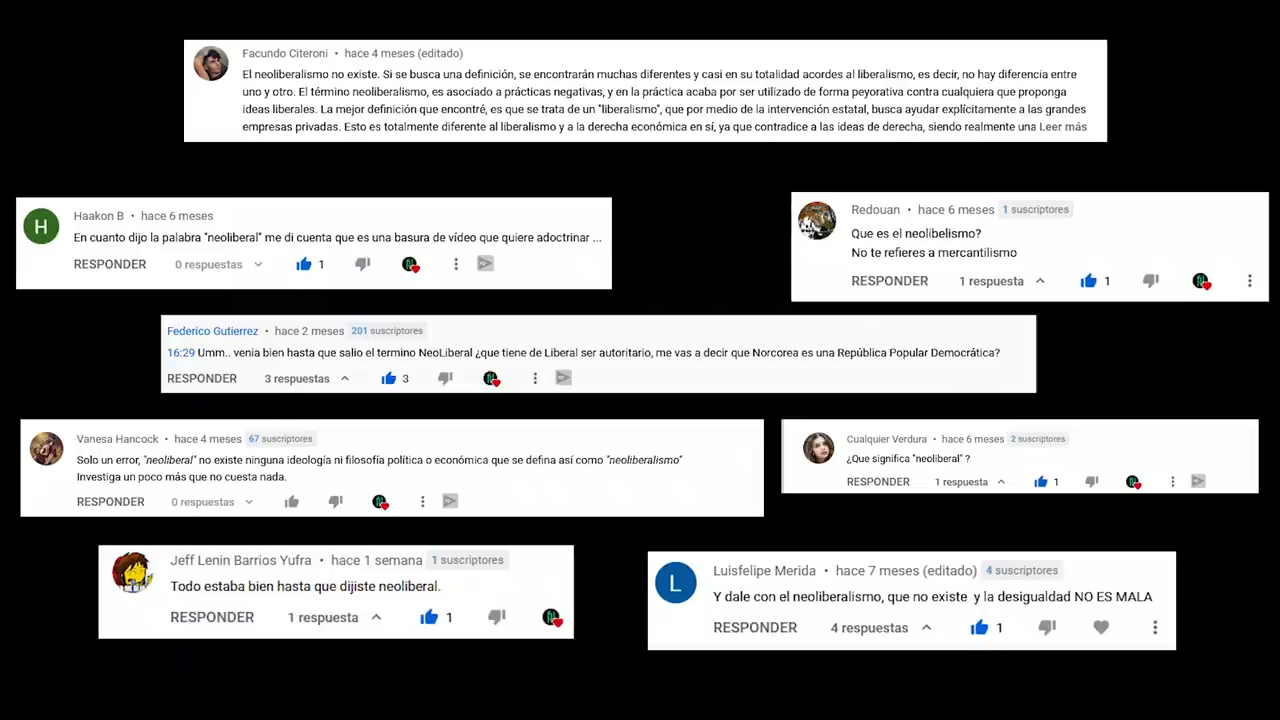 Facundo Citeroni • hace 4 meses (editado)
El neoliberalismo no existe. Si se busca una definición, se encontrarán muchas diferentes y casi en su totalidad acordes al liberalismo, es decir, no hay diferencia entre
uno y otro. El término neoliberalismo, es asociado a prácticas negativas, y en la práctica acaba por ser utilizado de forma peyorativa contra cualquiera que proponga
ideas liberales. La mejor definición que encontré, es que se trata de un "liberalismo", que por medio de la intervención estatal, busca ayudar explícitamente a las grandes
empresas privadas. Esto es totalmente diferente al liberalismo y a la derecha económica en sí, ya que contradice a las ideas de derecha, siendo realmente una Leer más
H
Haakon B • hace 6 meses
En cuanto dijo la palabra "neoliberal" me di cuenta que es una basura de vídeo que quiere adoctrinar ...
RESPONDER 0 respuestas 1
Redouan • hace 6 meses 1 suscriptores
Que es el neolibelismo?
No te refieres a mercantilismo
RESPONDER 1 respuesta 1
Federico Gutierrez • hace 2 meses 201 suscriptores
16:29 Umm.. venia bien hasta que salio el termino NeoLiberal ¿que tiene de Liberal ser autoritario, me vas a decir que Norcorea es una República Popular Democrática?
RESPONDER 3 respuestas 3
Vanesa Hancock • hace 4 meses 67 suscriptores
Solo un error, "neoliberal" no existe ninguna ideología ni filosofía política o económica que se defina así como "neoliberalismo"
Investiga un poco más que no cuesta nada.
RESPONDER 0 respuestas
Cualquier Verdura • hace 6 meses 2 suscriptores
¿Que significa "neoliberal" ?
RESPONDER 1 respuesta 1
Jeff Lenin Barrios Yufra • hace 1 semana 1 suscriptores
Todo estaba bien hasta que dijiste neoliberal.
RESPONDER 1 respuesta 1
L
Luisfelipe Merida • hace 7 meses (editado) 4 suscriptores
Y dale con el neoliberalismo, que no existe y la desigualdad NO ES MALA
RESPONDER 4 respuestas 1